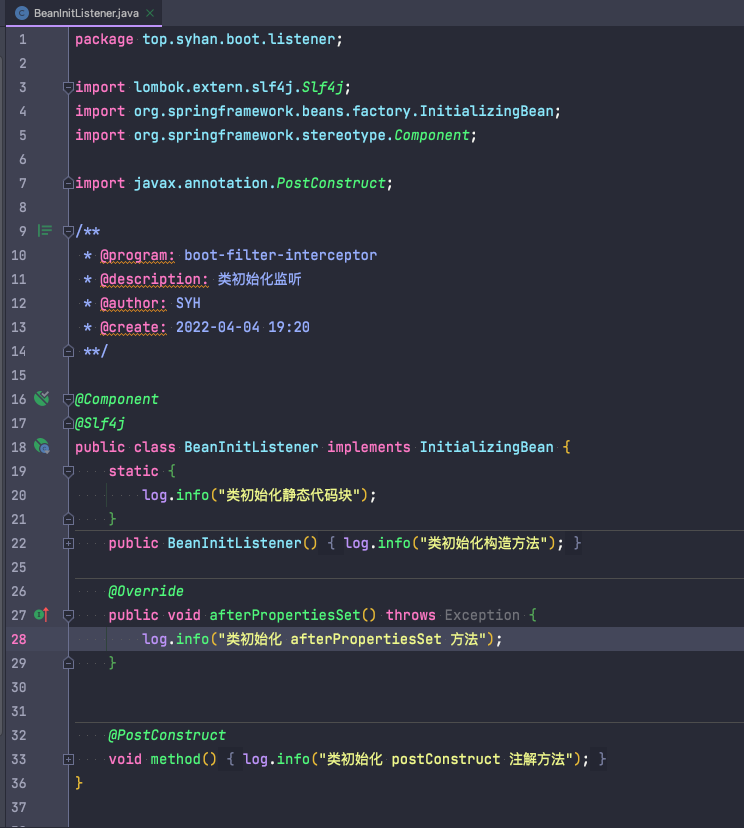 BeanInitListener.java
1 package top.syhan.boot.listener;
2
3 import lombok.extern.slf4j.Slf4j;
4 import org.springframework.beans.factory.InitializingBean;
5 import org.springframework.stereotype.Component;
6
7 import javax.annotation.PostConstruct;
8
9 /**
10 * @program: boot-filter-interceptor
11 * @description: 类初始化监听
12 * @author: SYH
13 * @create: 2022-04-04 19:20
14 **/
15
16 @Component
17 @Slf4j
18 public class BeanInitListener implements InitializingBean {
19 static {
20 log.info("类初始化静态代码块");
21 }
22 public BeanInitListener() { log.info("类初始化构造方法"); }
25
26 @Override
27 public void afterPropertiesSet() throws Exception {
28 log.info("类初始化 afterPropertiesSet 方法");
29 }
30
31
32 @PostConstruct
33 void method() { log.info("类初始化 postConstruct 注解方法"); }
36 }
37